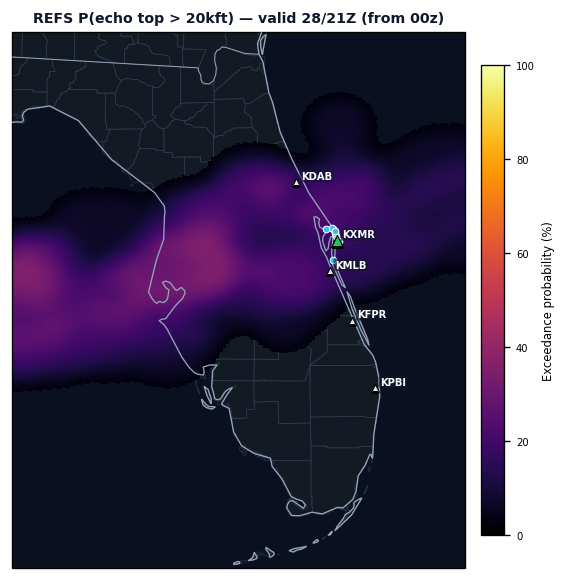 REFS P(echo top > 20kft) — valid 28/21Z (from 00z)
KDAB
KXMR
KMLB
KFPR
KPBI
100
80
60
40
20
0
Exceedance probability (%)